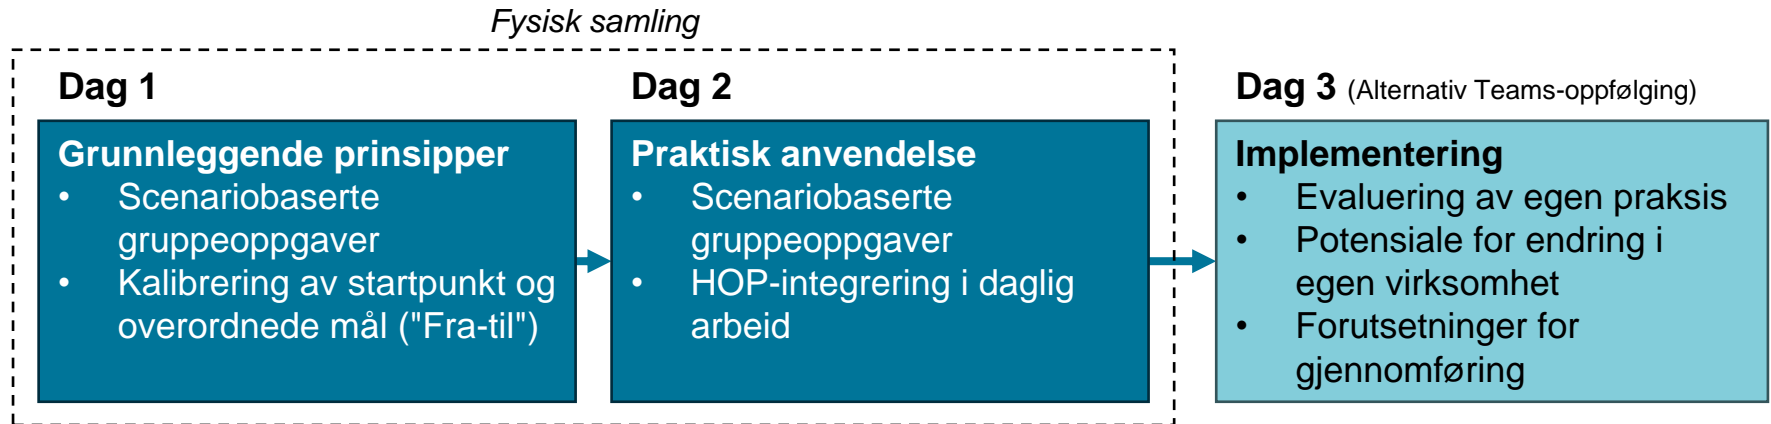 Fysisk samling
Dag 1
Grunnleggende prinsipper
• Scenariobaserte
gruppeoppgaver
• Kalibrering av startpunkt og
overordnede mål ("Fra-til")
Dag 2
Praktisk anvendelse
• Scenariobaserte
gruppeoppgaver
• HOP-integrering i daglig
arbeid
Dag 3 (Alternativ Teams-oppfølging)
Implementering
• Evaluering av egen praksis
• Potensiale for endring i
egen virksomhet
• Forutsetninger for
gjennomføring